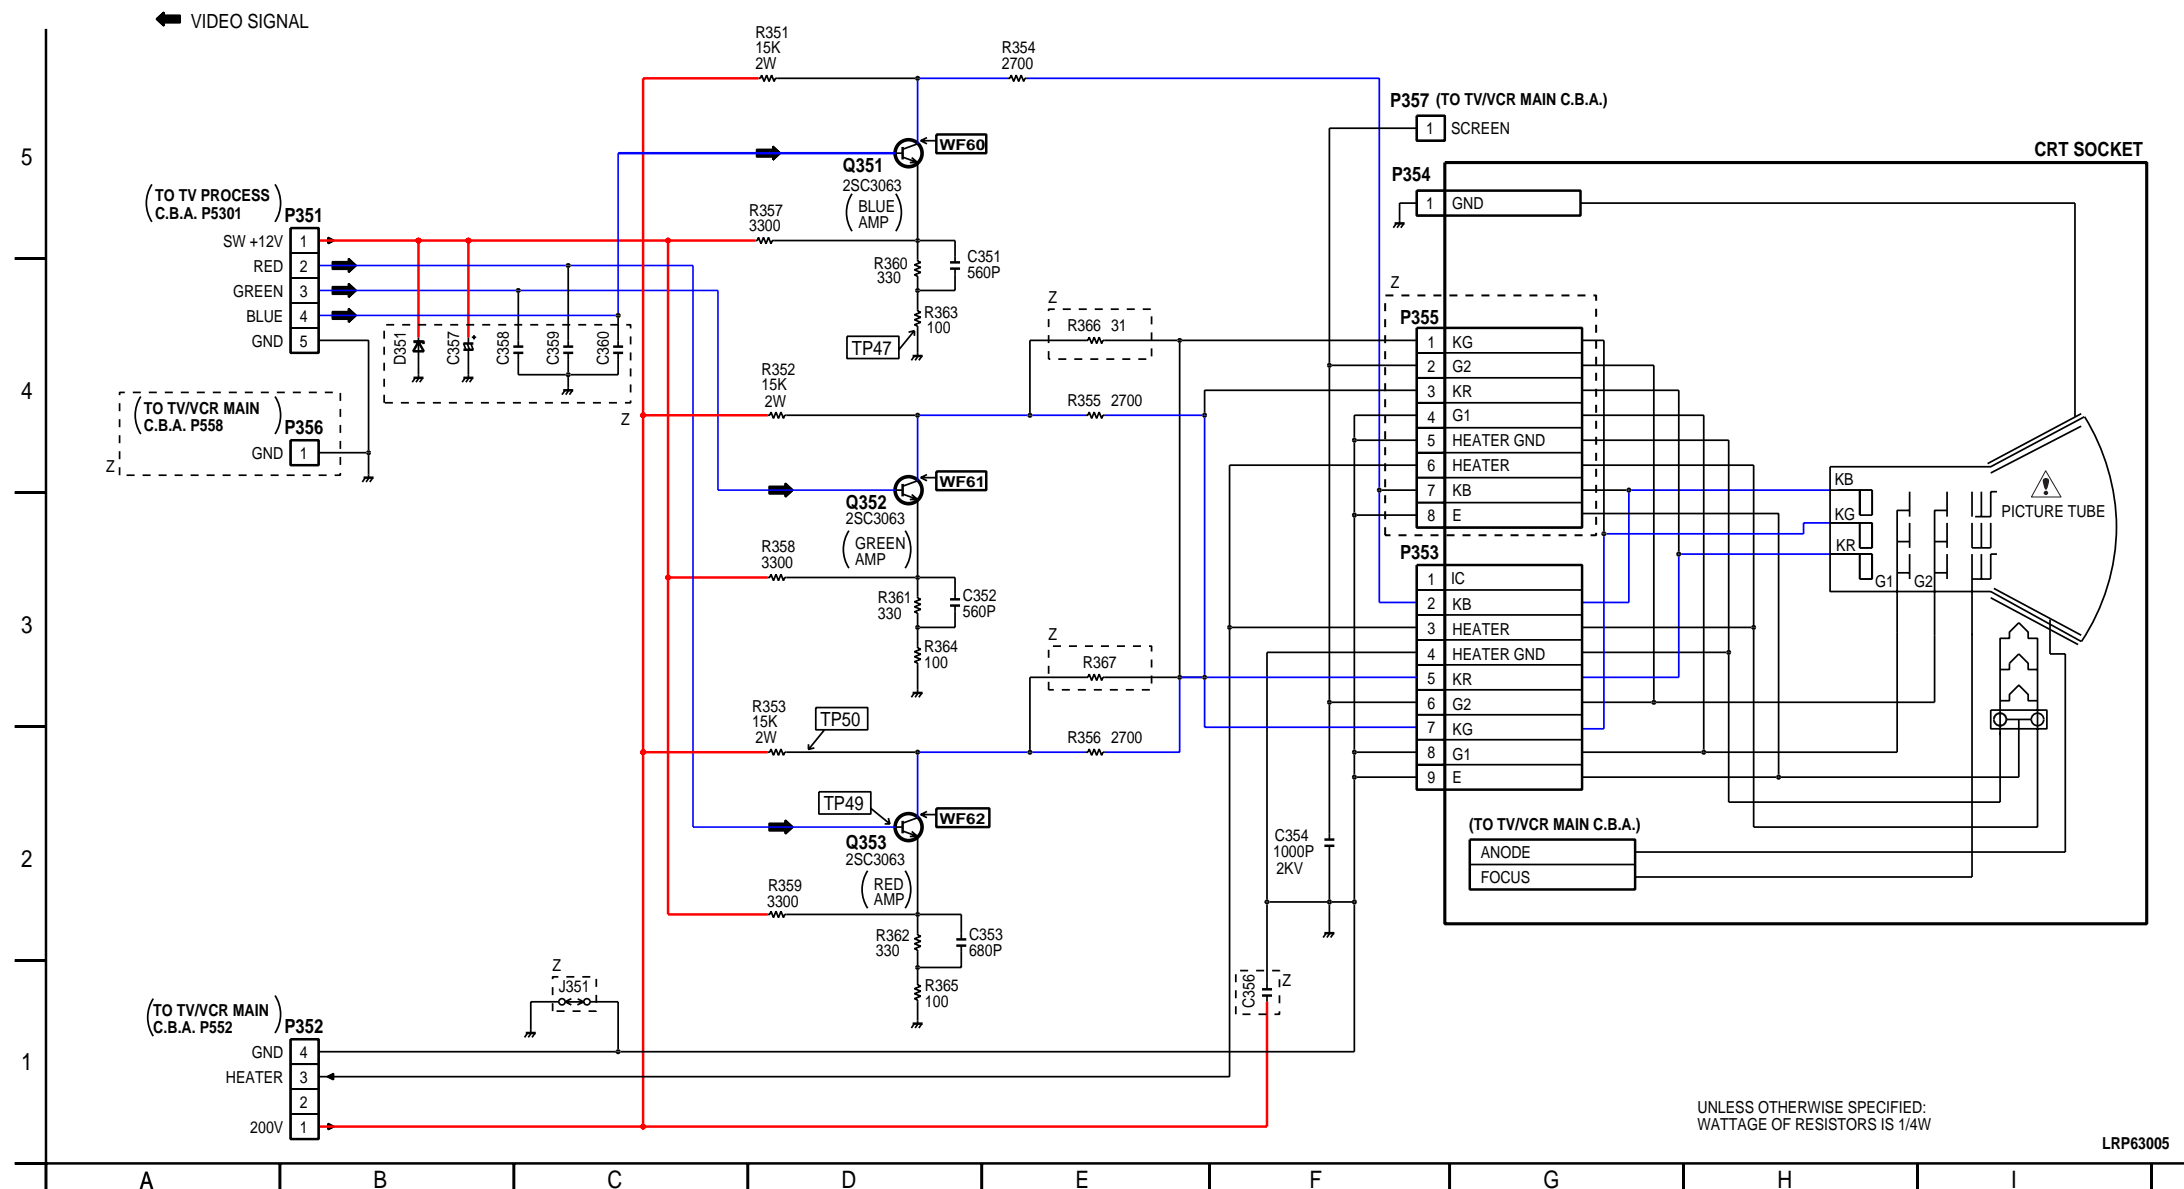 VIDEO SIGNAL
R351
15K
2W
R354
2700
P357 (TO TV/VCR MAIN C.B.A.)
1 SCREEN
5
WF60
Q351
2SC3063
(BLUE
AMP)
CRT SOCKET
P354
1 GND
(TO TV PROCESS
C.B.A. P5301)
P351
SW +12V 1
RED 2
GREEN 3
BLUE 4
GND 5
R357
3300
R360
330
C351
560P
R363
100
TP47
D351
C357
C358
C359
C360
Z
4
Z
(TO TV/VCR MAIN
C.B.A. P558)
P356
GND 1
Z
R366 31
R352
15K
2W
R355 2700
Z
P355
1 KG
2 G2
3 KR
4 G1
5 HEATER GND
6 HEATER
7 KB
8 E
WF61
Q352
2SC3063
(GREEN
AMP)
KB
KG
KR
G1
G2
PICTURE TUBE
3
R358
3300
R361
330
C352
560P
R364
100
Z
R367
P353
1 IC
2 KB
3 HEATER
4 HEATER GND
5 KR
6 G2
7 KG
8 G1
9 E
R353
15K
2W
TP50
R356 2700
2
TP49
WF62
Q353
2SC3063
(RED
AMP)
C354
1000P
2KV
(TO TV/VCR MAIN C.B.A.)
ANODE
FOCUS
R359
3300
R362
330
C353
680P
R365
100
Z
J351
C356
Z
1
(TO TV/VCR MAIN
C.B.A. P552)
P352
GND 4
HEATER 3
2
200V 1
UNLESS OTHERWISE SPECIFIED:
WATTAGE OF RESISTORS IS 1/4W
LRP63005
A B C D E F G H I